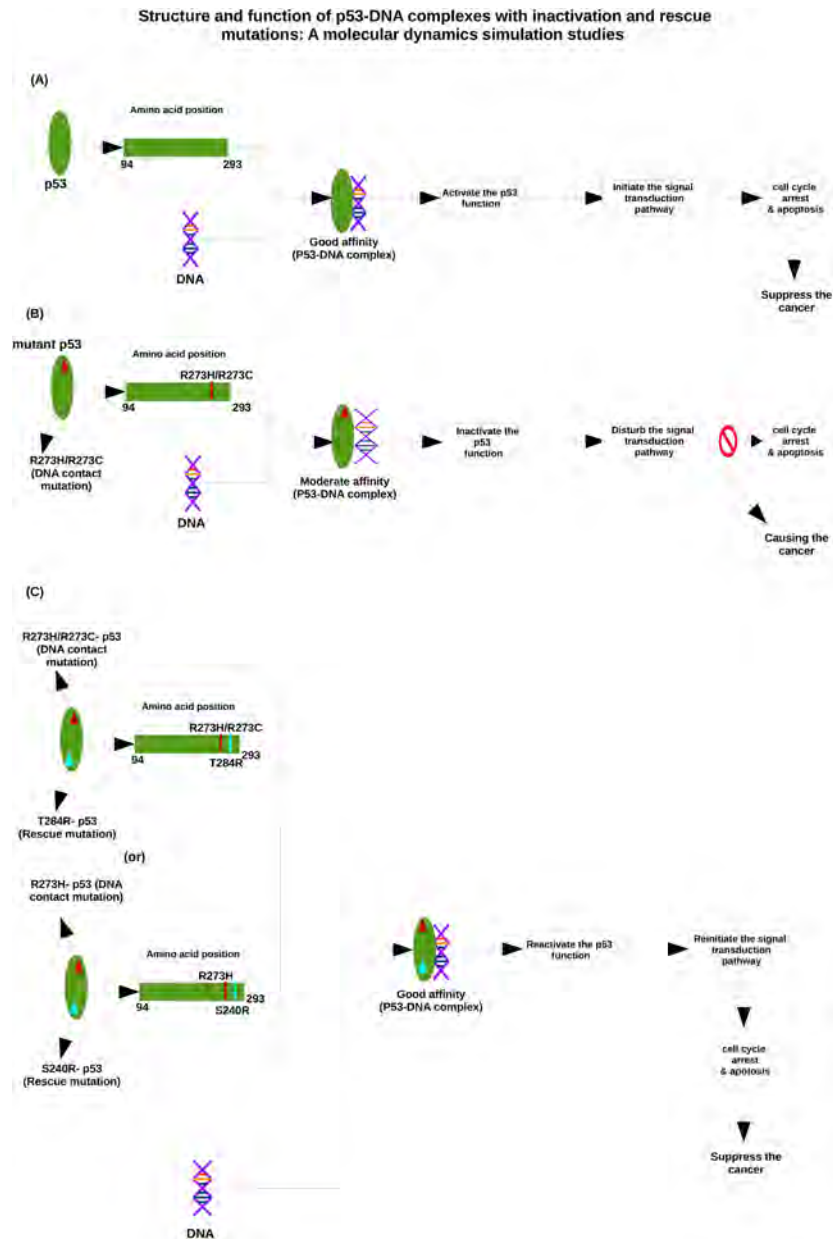 Structure and function of p53-DNA complexes with inactivation and rescue
mutations: A molecular dynamics simulation studies
(A)
Amino acid position
94
293
p53
DNA
Good affinity
(P53-DNA complex)
Activate the p53
function
Initiate the signal
transduction
pathway
cell cycle
arrest
& apoptosis
Suppress the
cancer
(B)
mutant p53
Amino acid position
R273H/R273C
94
293
R273H/R273C
(DNA contact
mutation)
DNA
Moderate affinity
(P53-DNA complex)
Inactivate the
p53
function
Disturb the signal
transduction
pathway
cell cycle
arrest
& apoptosis
Causing the
cancer
(C)
R273H/R273C- p53
(DNA contact
mutation)
Amino acid position
R273H/R273C
94
293
T284R
T284R- p53
(Rescue mutation)
(or)
R273H- p53 (DNA
contact mutation)
Amino acid position
R273H
94
293
S240R
S240R- p53
(Rescue mutation)
DNA
Good affinity
(P53-DNA complex)
Reactivate the p53
function
Reinitiate the signal
transduction
pathway
cell cycle
arrest
& apotosis
Suppress the
cancer